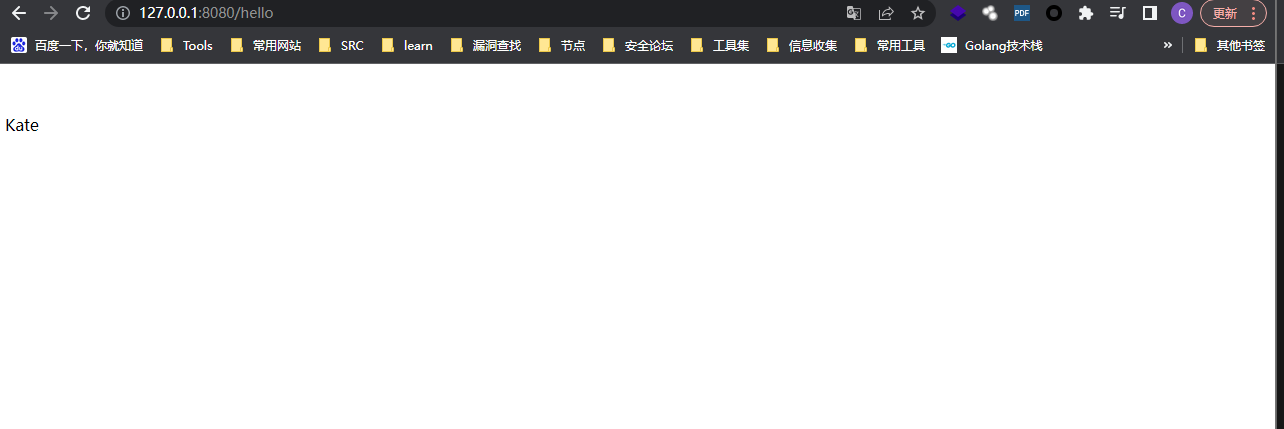 127.0.0.1:8080/hello PDF C 更新
百度一下，你就知道 Tools 常用网站 SRC learn 漏洞查找 节点 安全论坛 工具集 信息收集 常用工具 GO Golang技术栈 » 其他书签
Kate